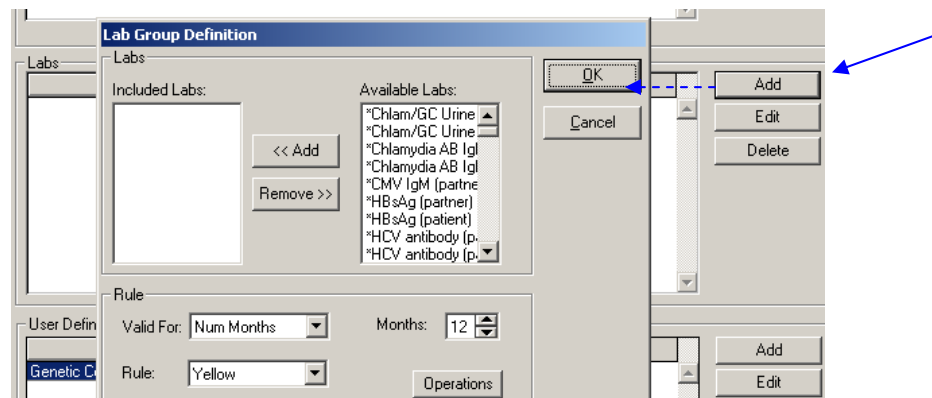 Lab Group Definition
Labs
Labs
OK
Add
Included Labs:
Available Labs:
*Chlam/GC Urine
Cancel
Edit
*Chlam/GC Urine
<< Add
*Chlamydia AB IgI
Delete
*Chlamydia AB IgI
Remove >>
*CMV IgM (partne
*HBsAg (partner)
*HBsAg (patient)
*HCV antibody (p
*HCV antibody (p
Rule
User Defin
Valid For: Num Months
Months: 12
Add
Genetic C
Rule: Yellow
Operations
Edit